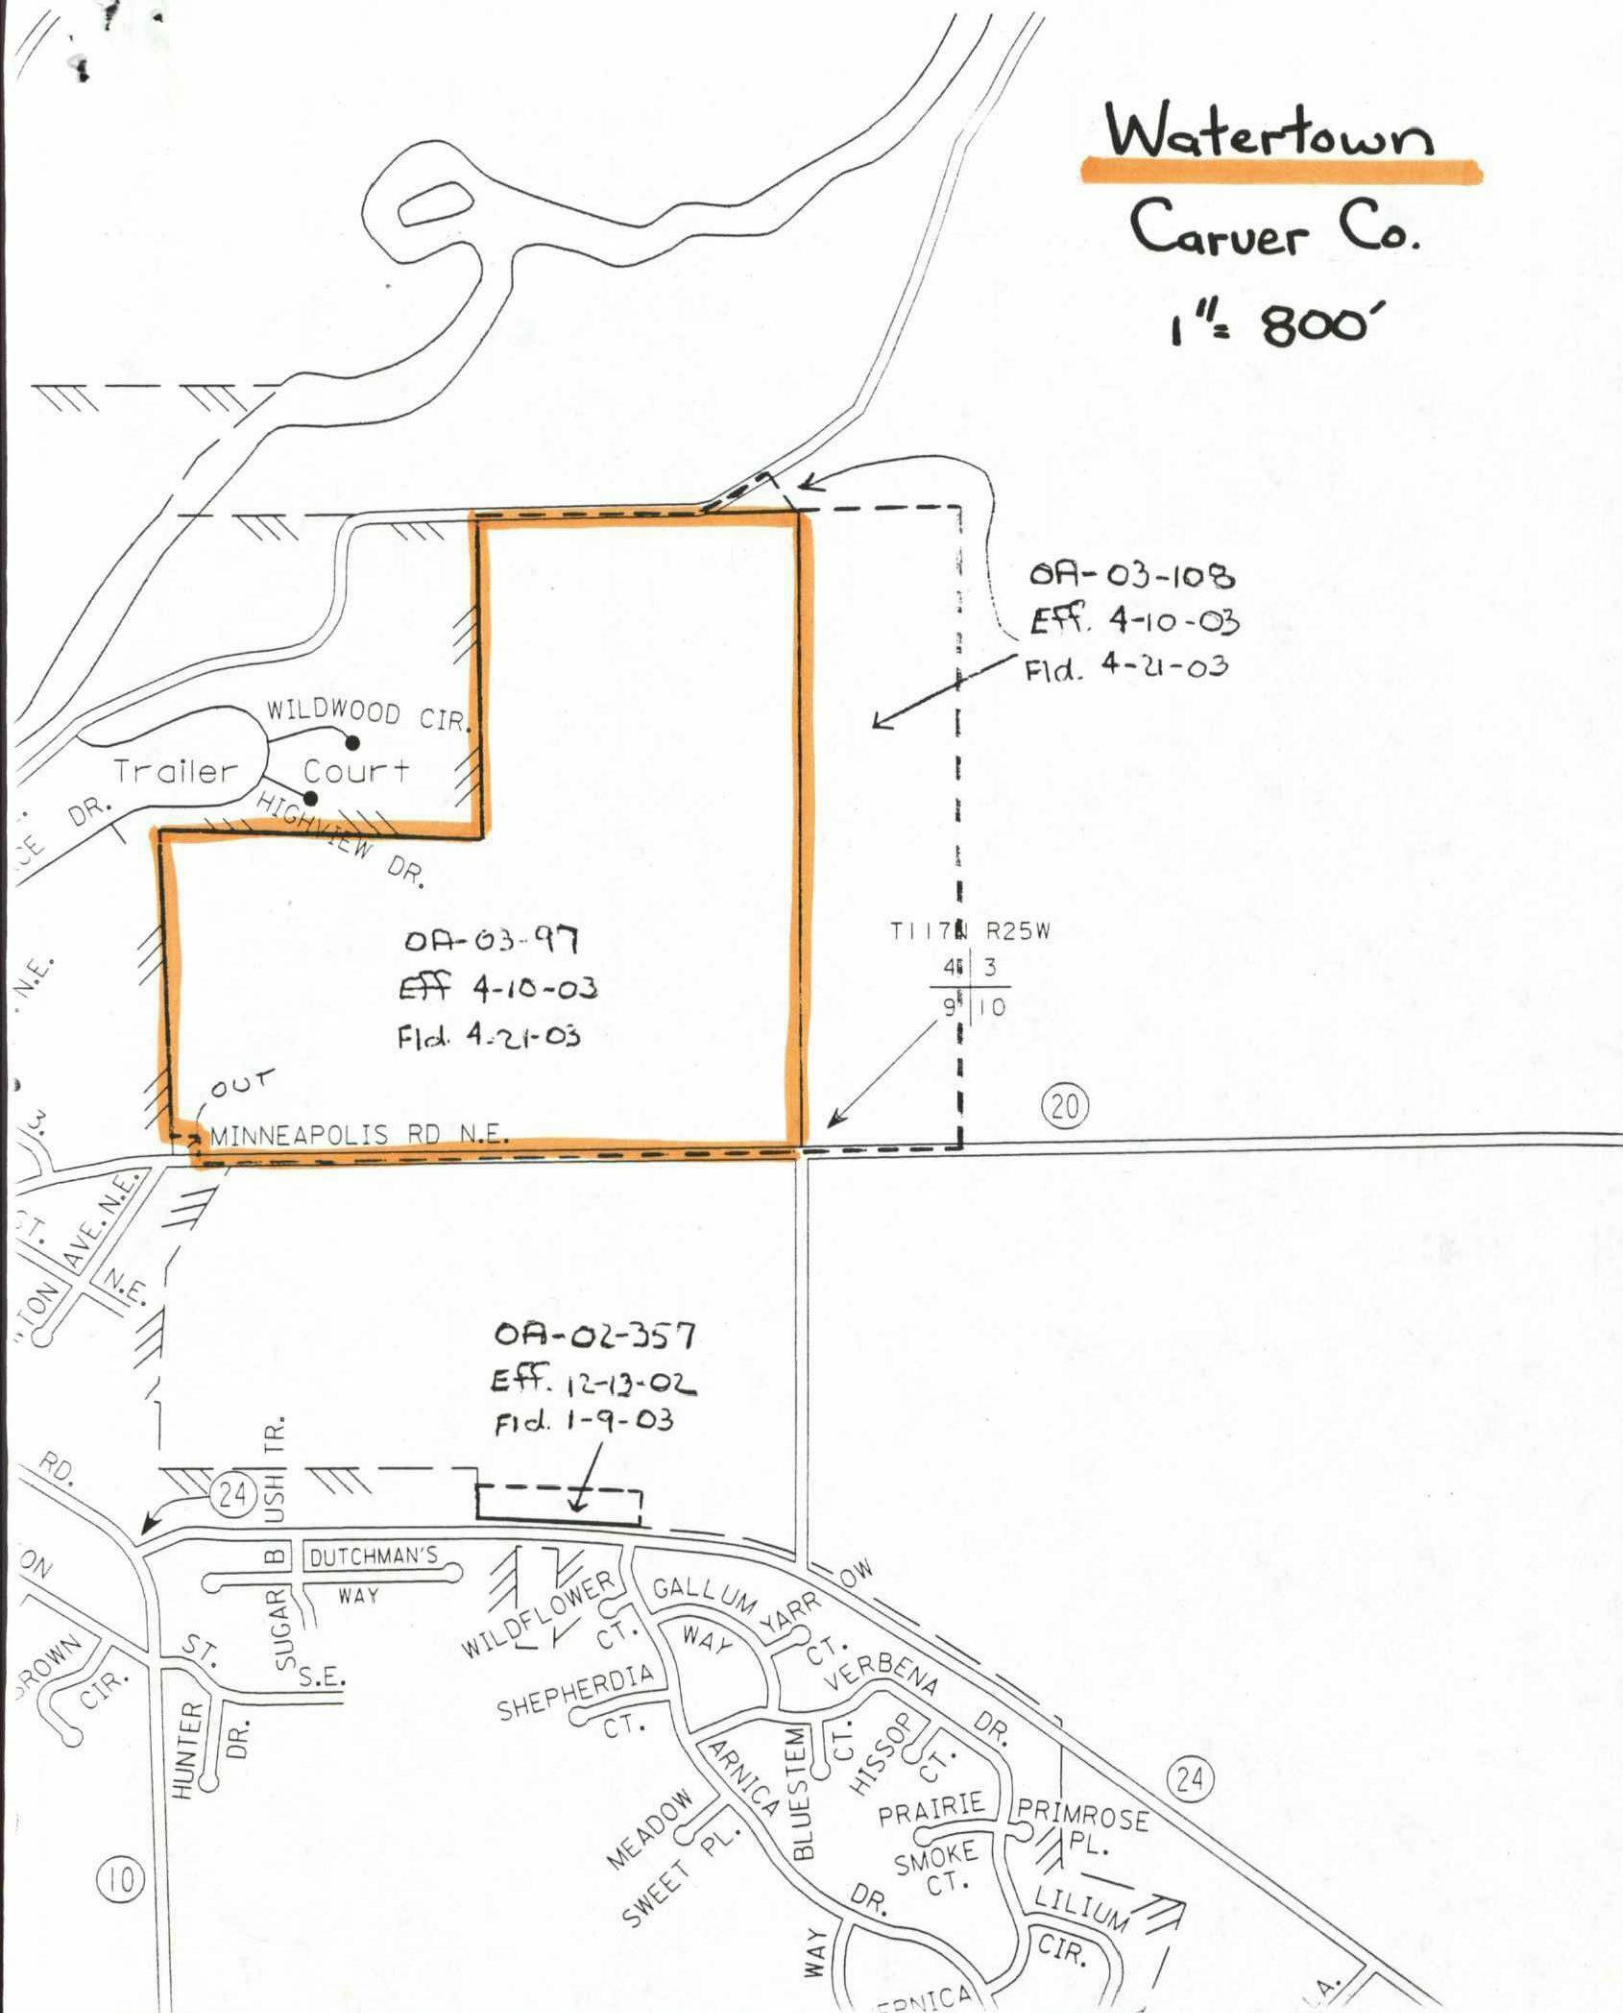 Watertown
Carver Co.
1"= 800'
OA-03-108
Eff. 4-10-03
Fld. 4-21-03
WILDWOOD CIR.
Trailer Court
HIGHVIEW DR.
DR.
N.E.
OA-03-97
Eff 4-10-03
Fld. 4-21-03
T117N R25W
4 3
9 10
OUT
MINNEAPOLIS RD N.E.
20
AVE. N.E.
N.E.
OA-02-357
Eff. 12-13-02
Fld. 1-9-03
RD.
24
SUGAR BUSH TR.
DUTCHMAN'S
WAY
WILDFLOWER
CT.
GALLUM
WAY
YARROW
CT.
VERBENA
DR.
ST.
S.E.
CIR.
SHEPHERDIA
CT.
HUNTER
DR.
ARNICA
DR.
BLUESTEM
CT.
HISSOP
CT.
24
MEADOW
SWEET PL.
PRAIRIE
SMOKE
CT.
PRIMROSE
PL.
10
LILIUM
CIR.
WAY